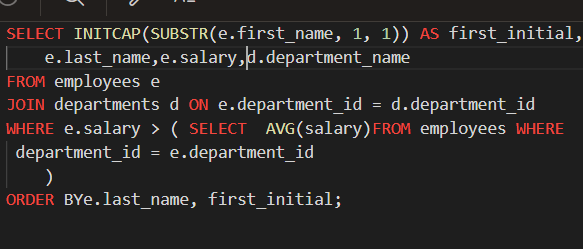 SELECT INITCAP(SUBSTR(e.first_name, 1, 1)) AS first_initial,
e.last_name,e.salary,d.department_name
FROM employees e
JOIN departments d ON e.department_id = d.department_id
WHERE e.salary > ( SELECT  AVG(salary)FROM employees WHERE
department_id = e.department_id
)
ORDER BYe.last_name, first_initial;